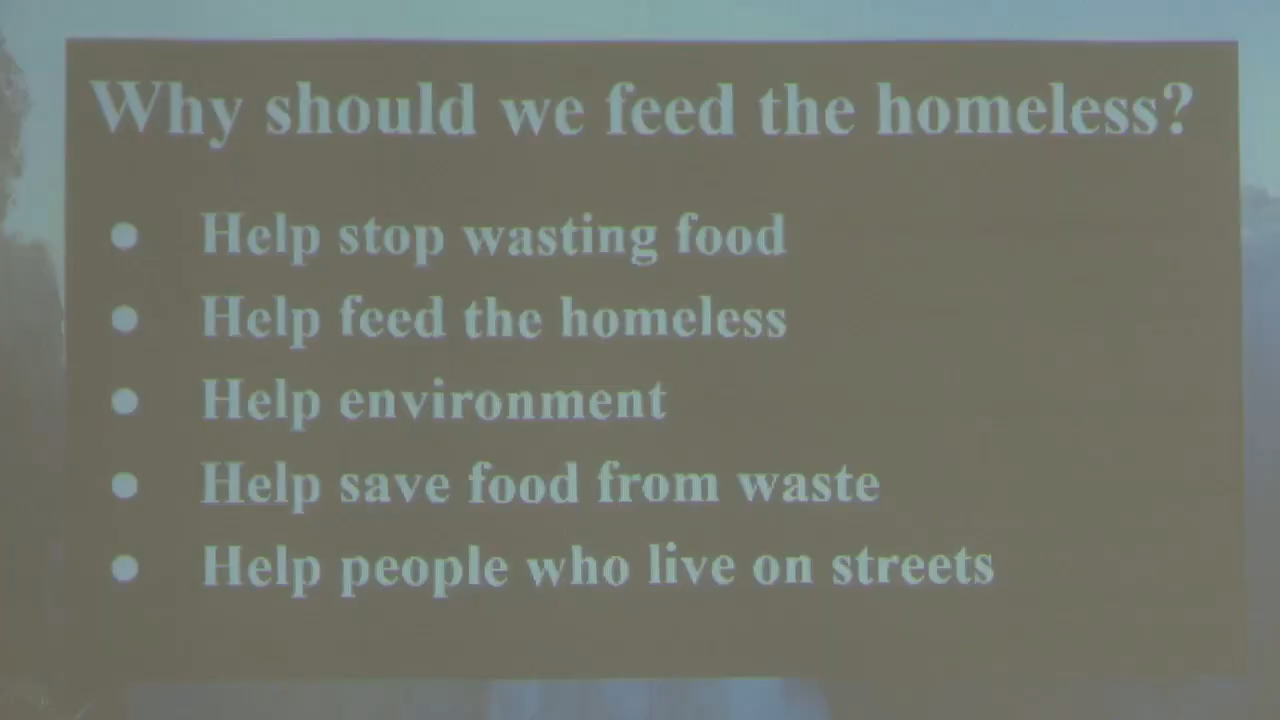 Why should we feed the homeless?
● Help stop wasting food
● Help feed the homeless
● Help environment
● Help save food from waste
● Help people who live on streets